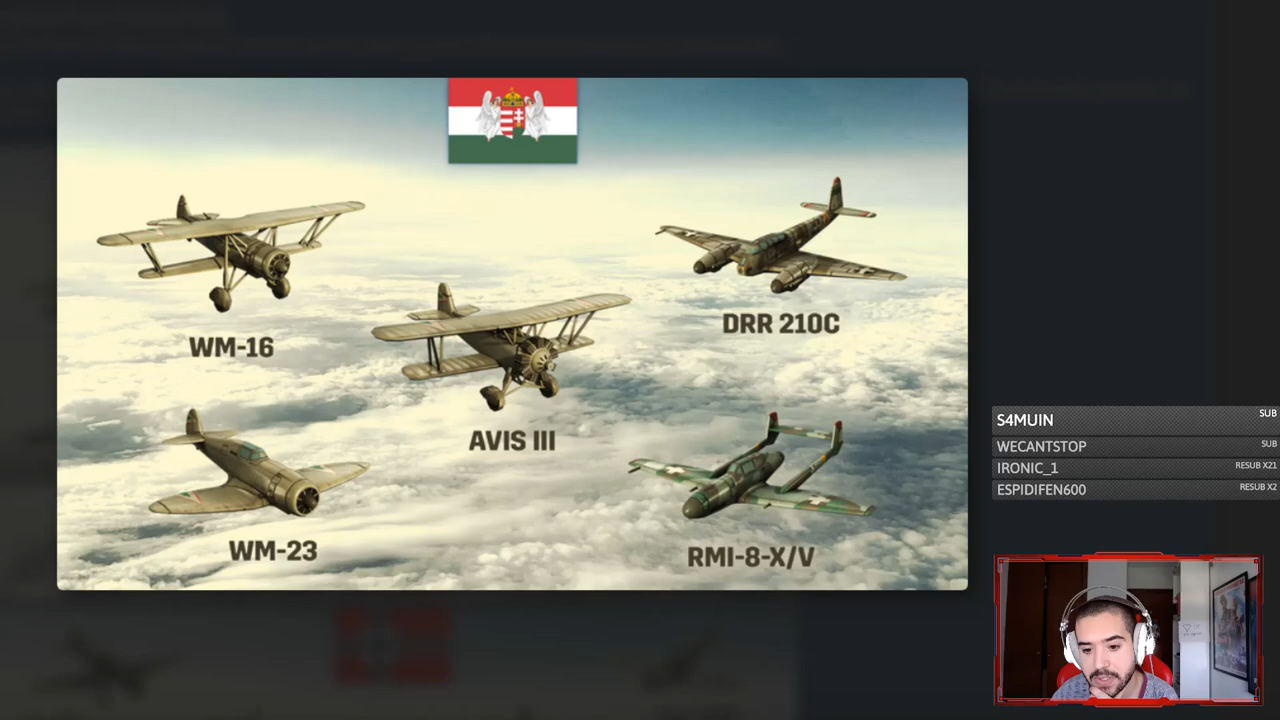 WM-16
DRR 210C
AVIS III
WM-23
RMI-8-X/V
S4MUIN SUB
WECANTSTOP SUB
IRONIC_1 RESUB X21
ESPIDIFEN600 RESUB X2